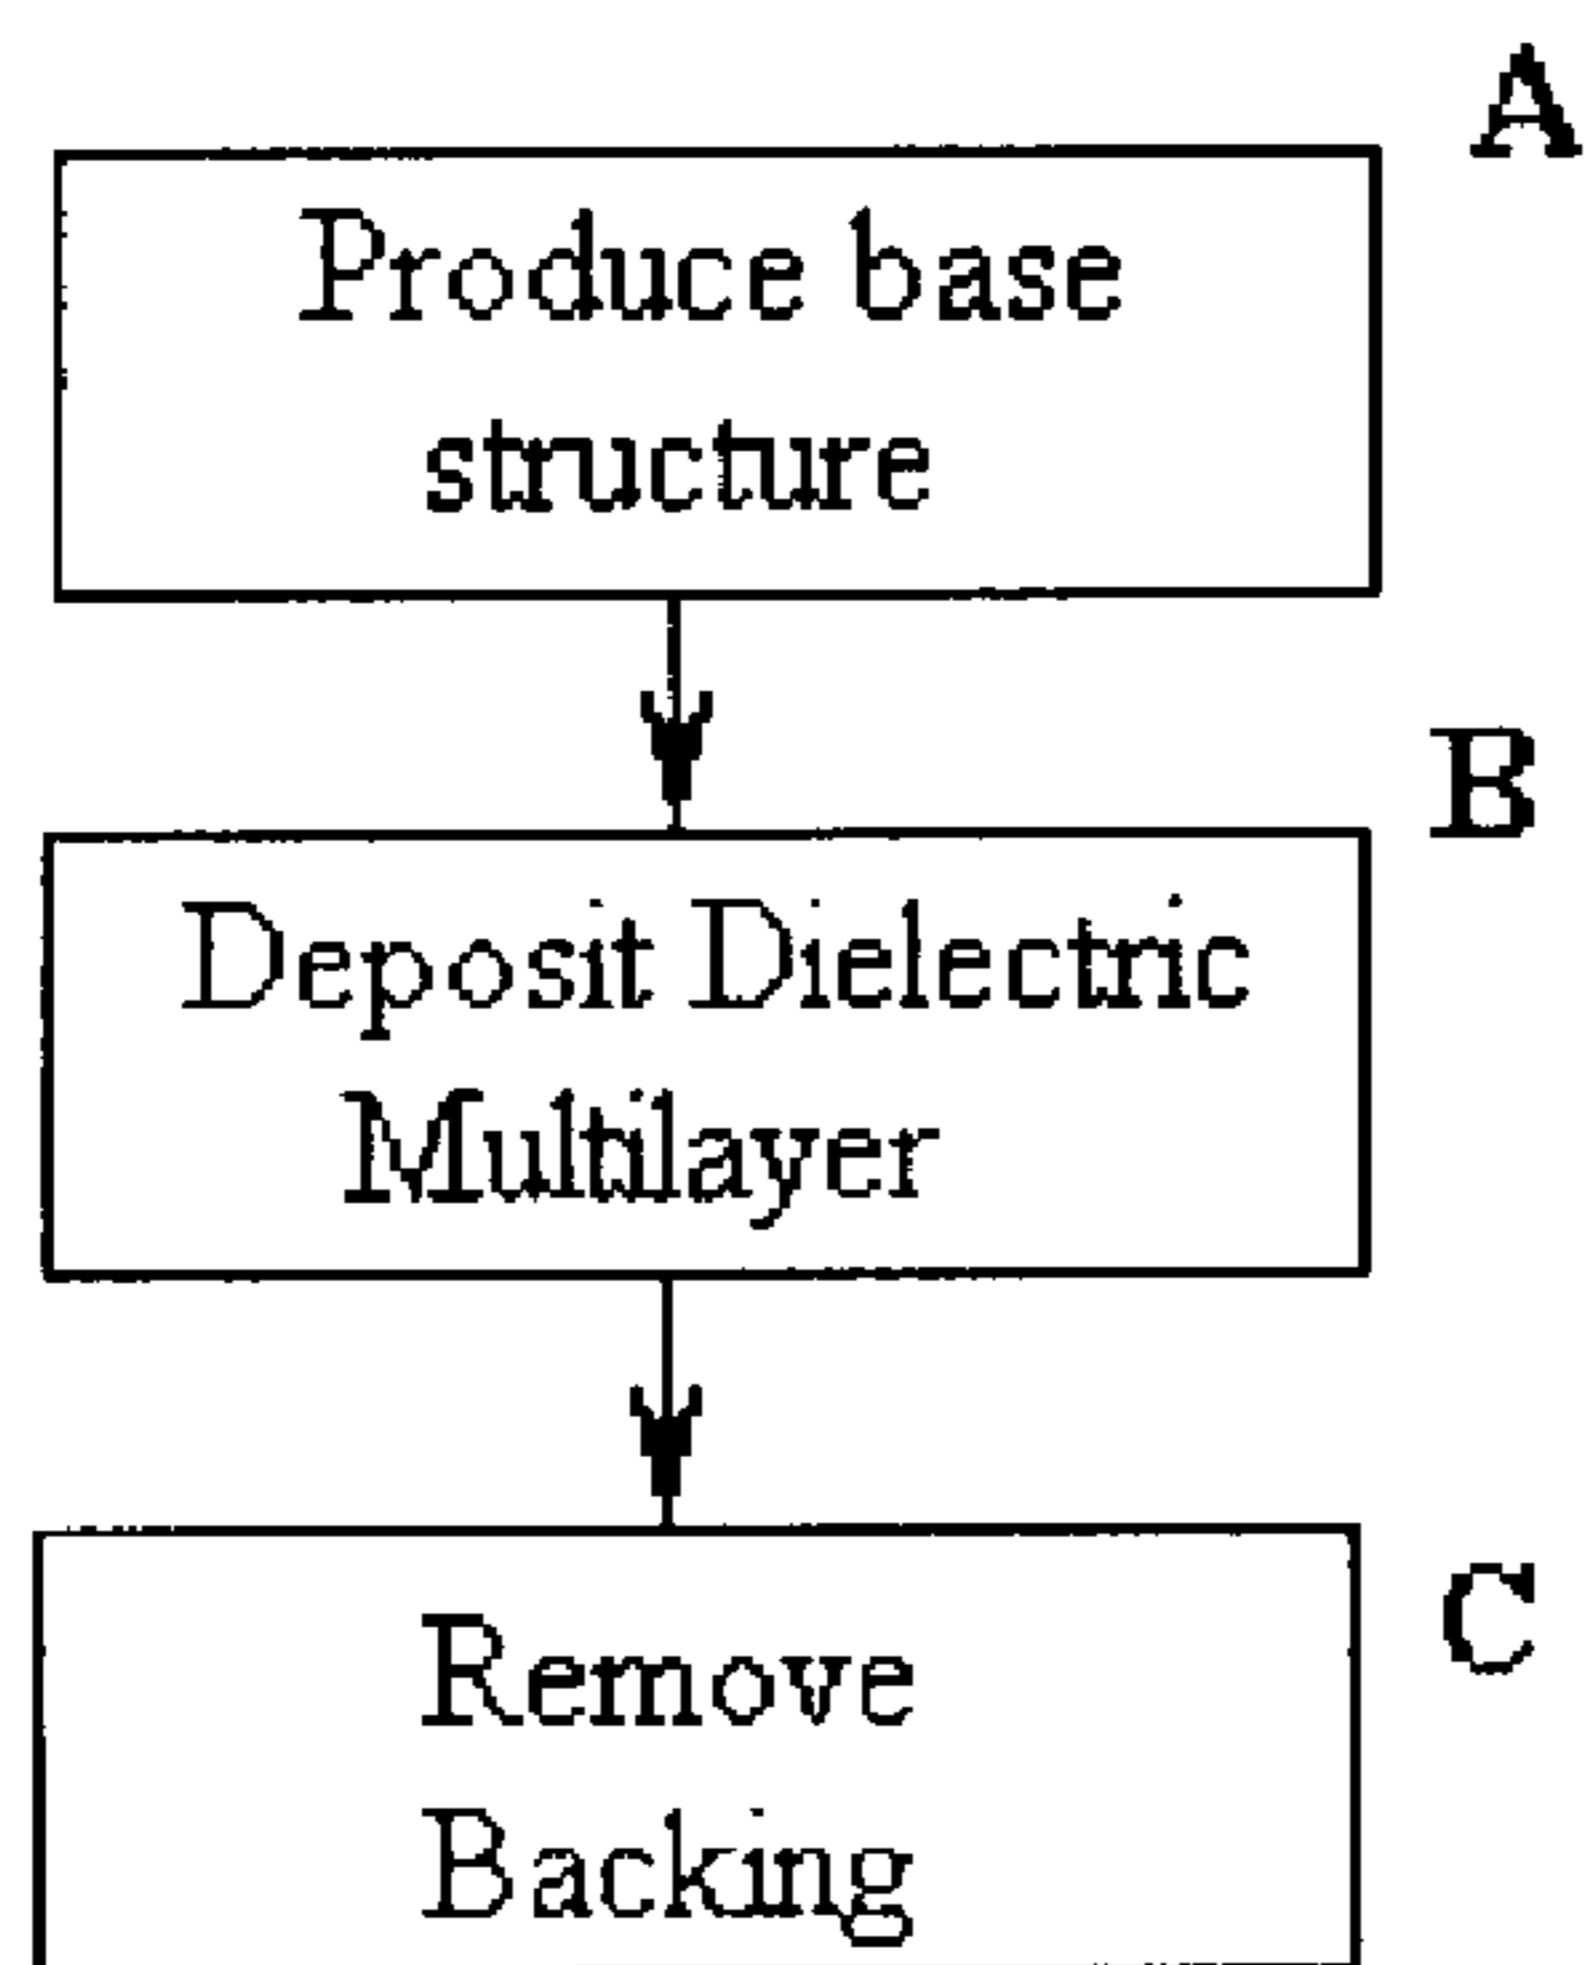 A
Produce base
structure
B
Deposit Dielectric
Multilayer
C
Remove
Backing